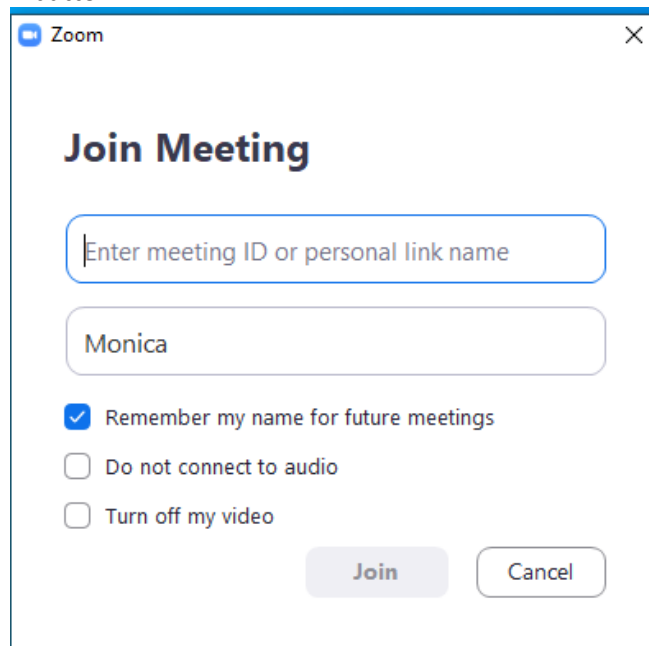 Zoom
Join Meeting
Enter meeting ID or personal link name
Monica
Remember my name for future meetings
Do not connect to audio
Turn off my video
Join Cancel